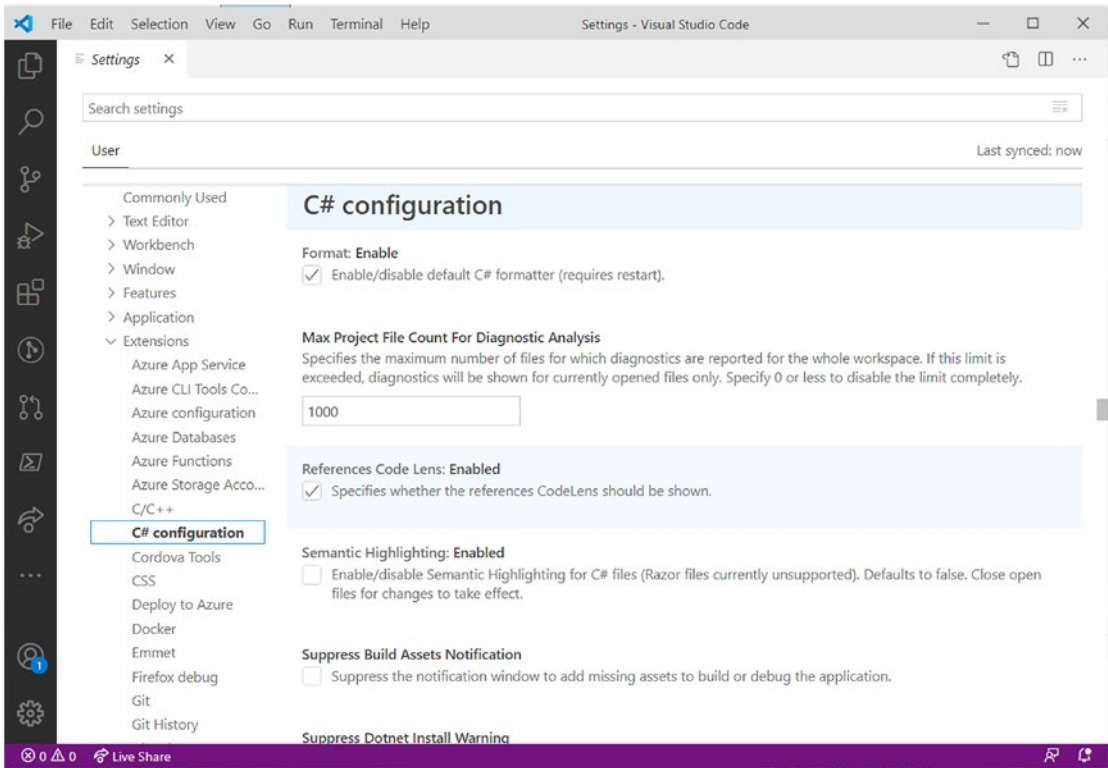 File Edit Selection View Go Run Terminal Help Settings - Visual Studio Code
Settings
Search settings
User Last synced: now
Commonly Used
Text Editor
Workbench
Window
Features
Application
Extensions
Azure App Service
Azure CLI Tools Co...
Azure configuration
Azure Databases
Azure Functions
Azure Storage Acco...
C/C++
C# configuration
Cordova Tools
CSS
Deploy to Azure
Docker
Emmet
Firefox debug
Git
Git History
C# configuration
Format: Enable
Enable/disable default C# formatter (requires restart).
Max Project File Count For Diagnostic Analysis
Specifies the maximum number of files for which diagnostics are reported for the whole workspace. If this limit is
exceeded, diagnostics will be shown for currently opened files only. Specify 0 or less to disable the limit completely.
1000
References Code Lens: Enabled
Specifies whether the references CodeLens should be shown.
Semantic Highlighting: Enabled
Enable/disable Semantic Highlighting for C# files (Razor files currently unsupported). Defaults to false. Close open
files for changes to take effect.
Suppress Build Assets Notification
Suppress the notification window to add missing assets to build or debug the application.
Suppress Dotnet Install Warning
1
0 0 Live Share